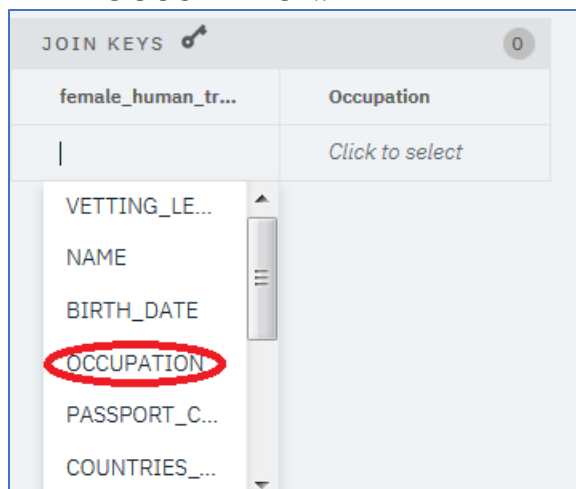 JOIN KEYS 0
female_human_tr... Occupation
Click to select
VETTING_LE...
NAME
BIRTH_DATE
OCCUPATION
PASSPORT_C...
COUNTRIES_...